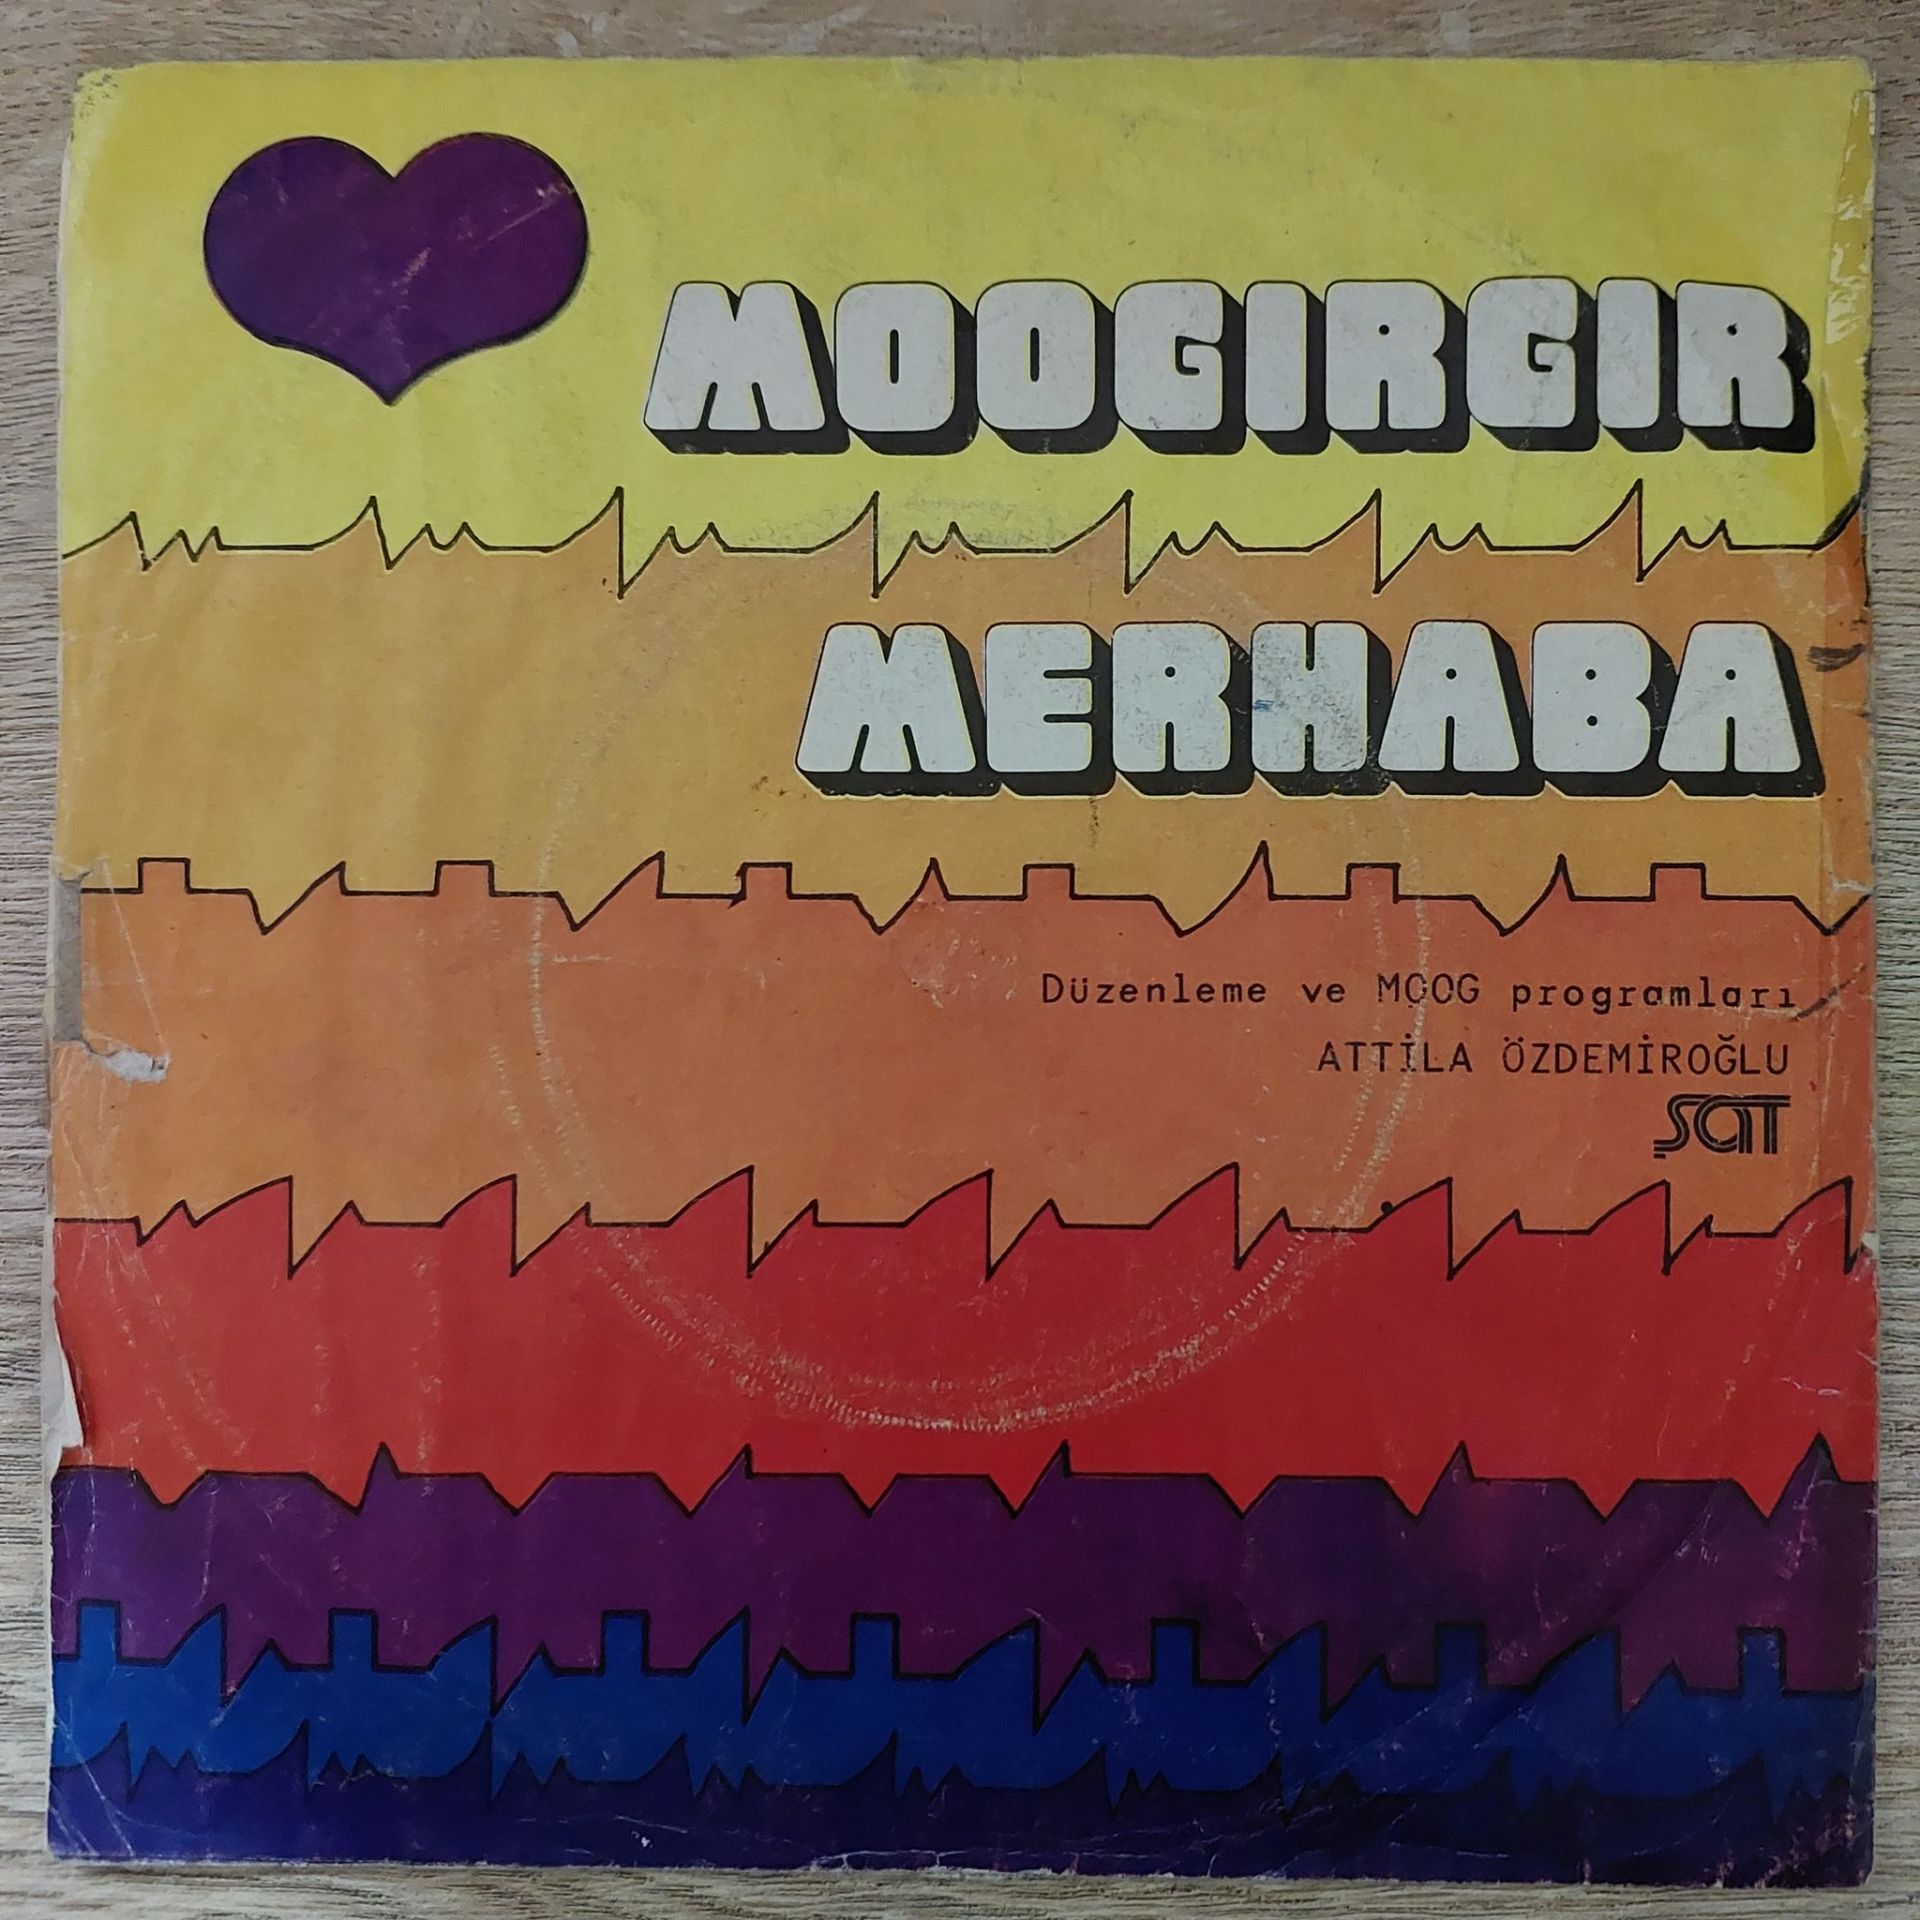 MOOGIRGIR
MERHABA
Düzenleme ve MOOG programları
ATTİLA ÖZDEMİROĞLU
ŞAT